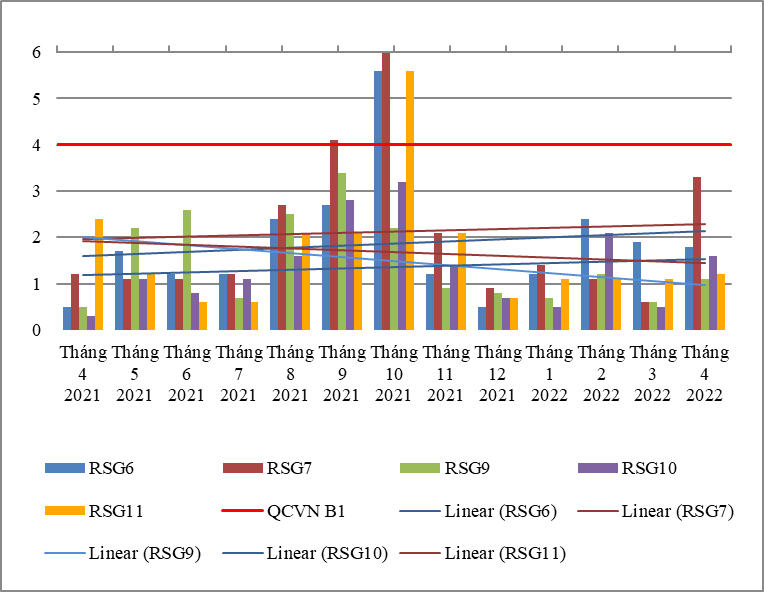 6
5
4
3
2
1
0
Tháng Tháng Tháng Tháng Tháng Tháng Tháng Tháng Tháng Tháng Tháng Tháng Tháng
4 5 6 7 8 9 10 11 12 1 2 3 4
2021 2021 2021 2021 2021 2021 2021 2021 2021 2022 2022 2022 2022
RSG6 RSG7 RSG9 RSG10
RSG11 QCVN B1 Linear (RSG6) Linear (RSG7)
Linear (RSG9) Linear (RSG10) Linear (RSG11)